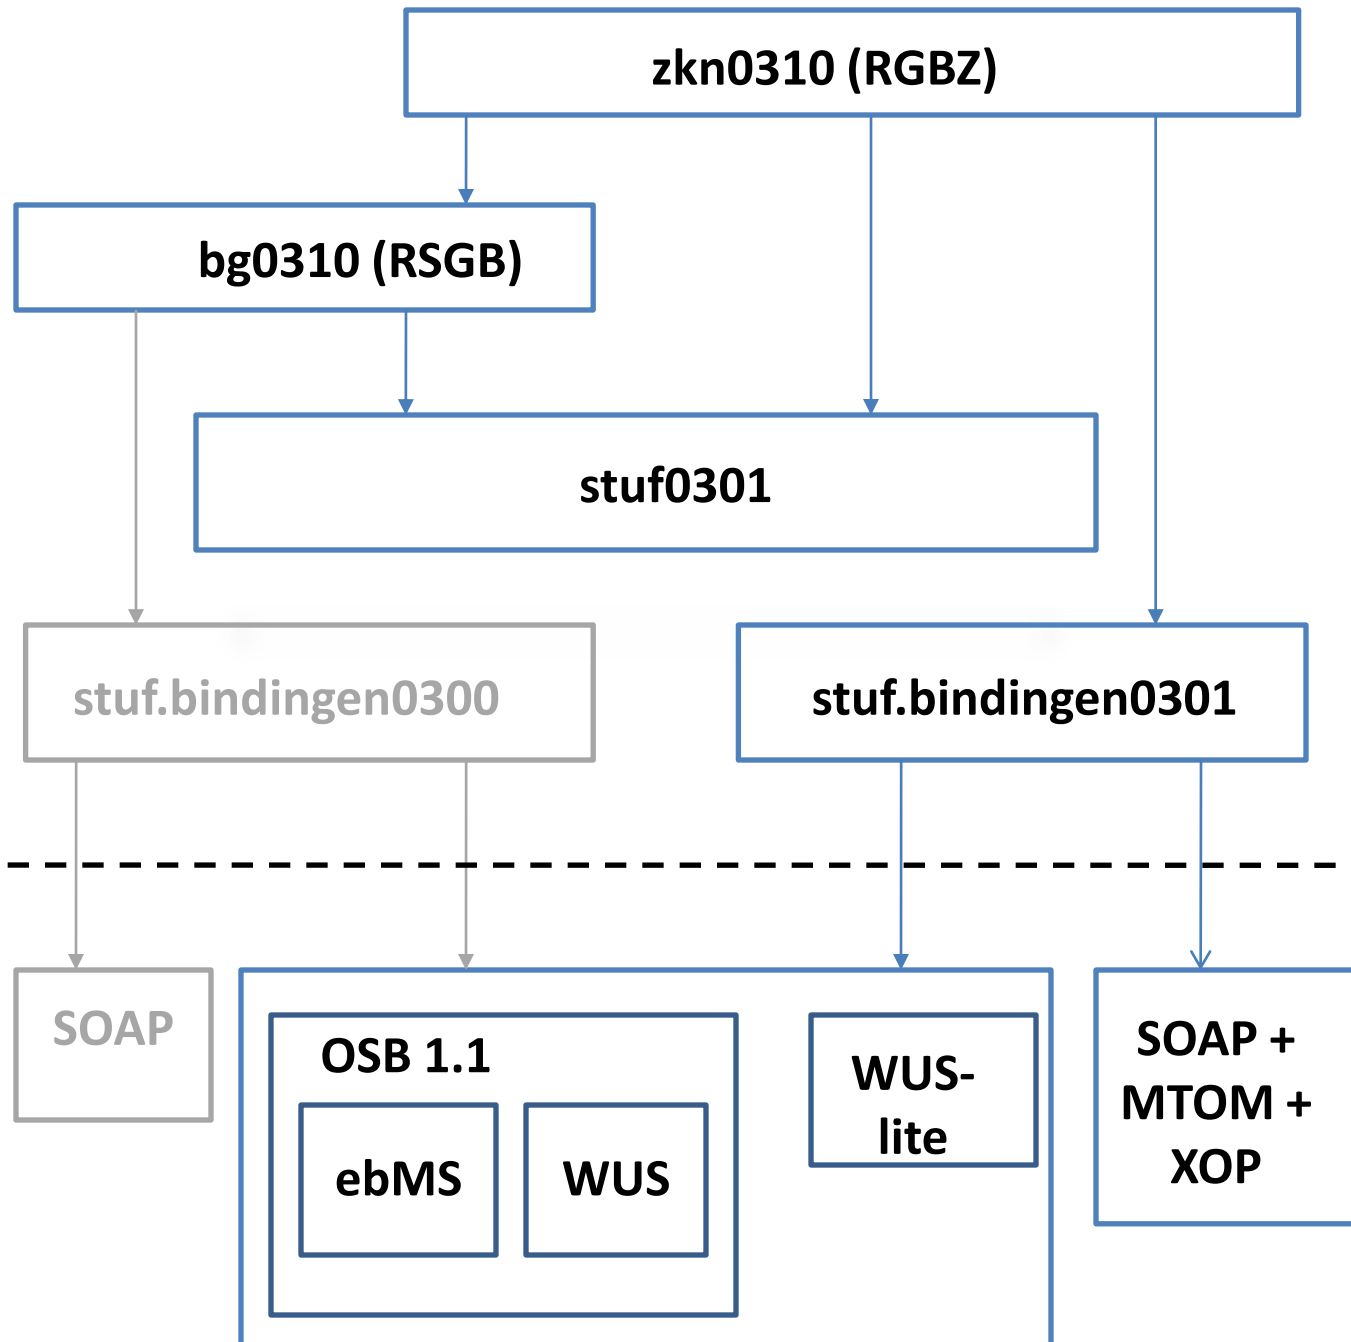 zkn0310 (RGBZ)
bg0310 (RSGB)
stuf0301
stuf.bindingen0300
stuf.bindingen0301
SOAP
OSB 1.1
ebMS
WUS
WUS-
lite
SOAP +
MTOM +
XOP